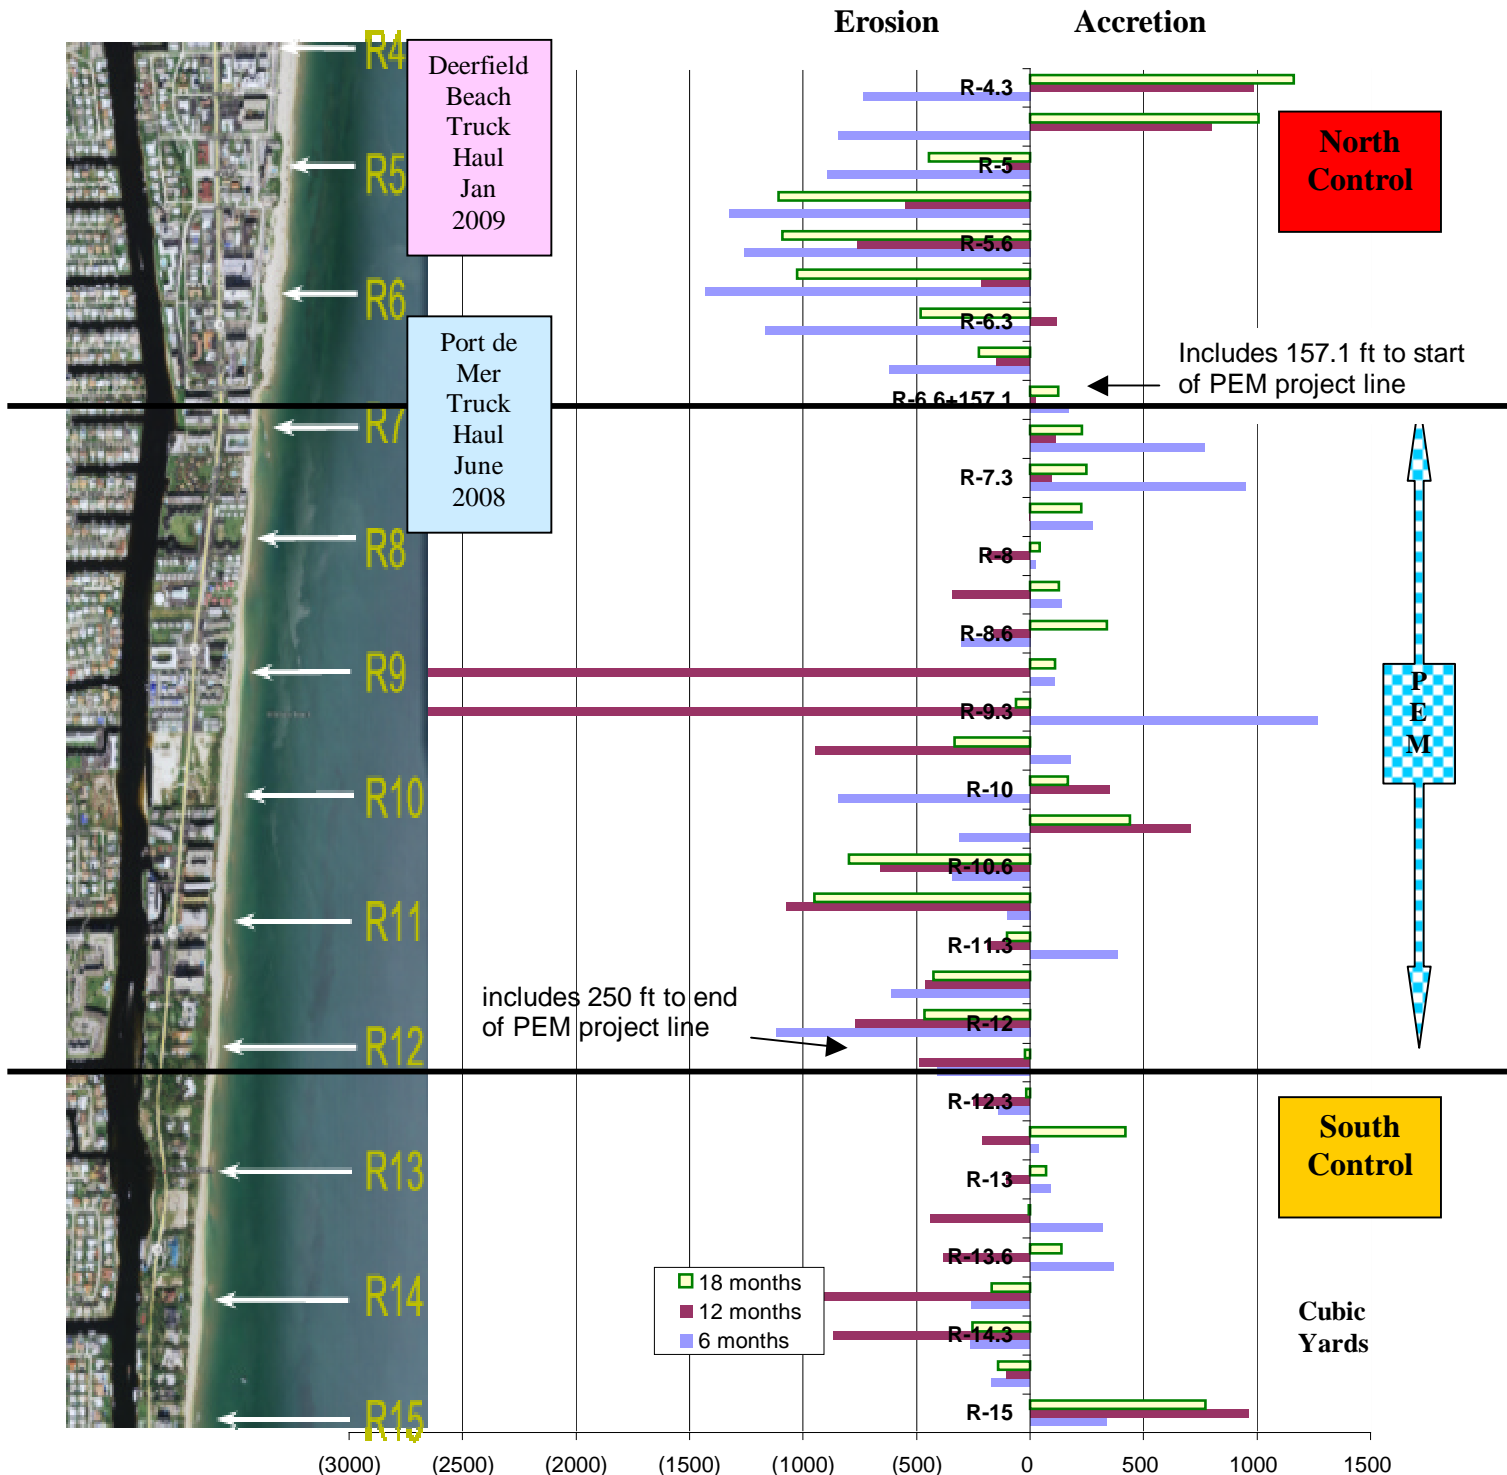 Erosion
Accretion
R4
R5
R6
R7
R8
R9
R10
R11
R12
R13
R14
R15
Deerfield
Beach
Truck
Haul
Jan
2009
Port de
Mer
Truck
Haul
June
2008
R-4.3
R-5
R-5.6
R-6.3
R-6.6+157.1
R-7.3
R-8
R-8.6
R-9.3
R-10
R-10.6
R-11.3
R-12
R-12.3
R-13
R-13.6
R-14.3
R-15
North
Control
Includes 157.1 ft to start
of PEM project line
P
E
M
includes 250 ft to end
of PEM project line
South
Control
18 months
12 months
6 months
Cubic
Yards
(3000)
(2500)
(2000)
(1500)
(1000)
(500)
0
500
1000
1500